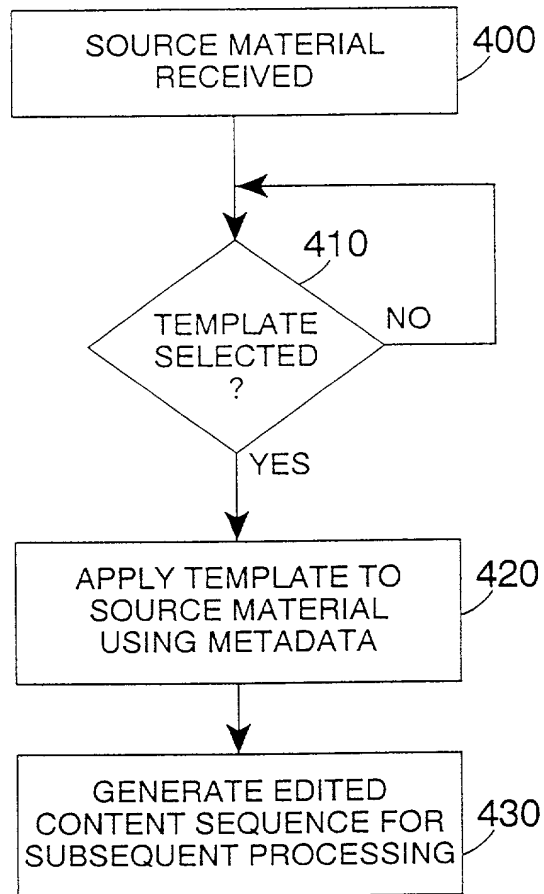 SOURCE MATERIAL
RECEIVED
400
410
TEMPLATE
SELECTED
?
NO
YES
APPLY TEMPLATE TO
SOURCE MATERIAL
USING METADATA
420
GENERATE EDITED
CONTENT SEQUENCE FOR
SUBSEQUENT PROCESSING
430